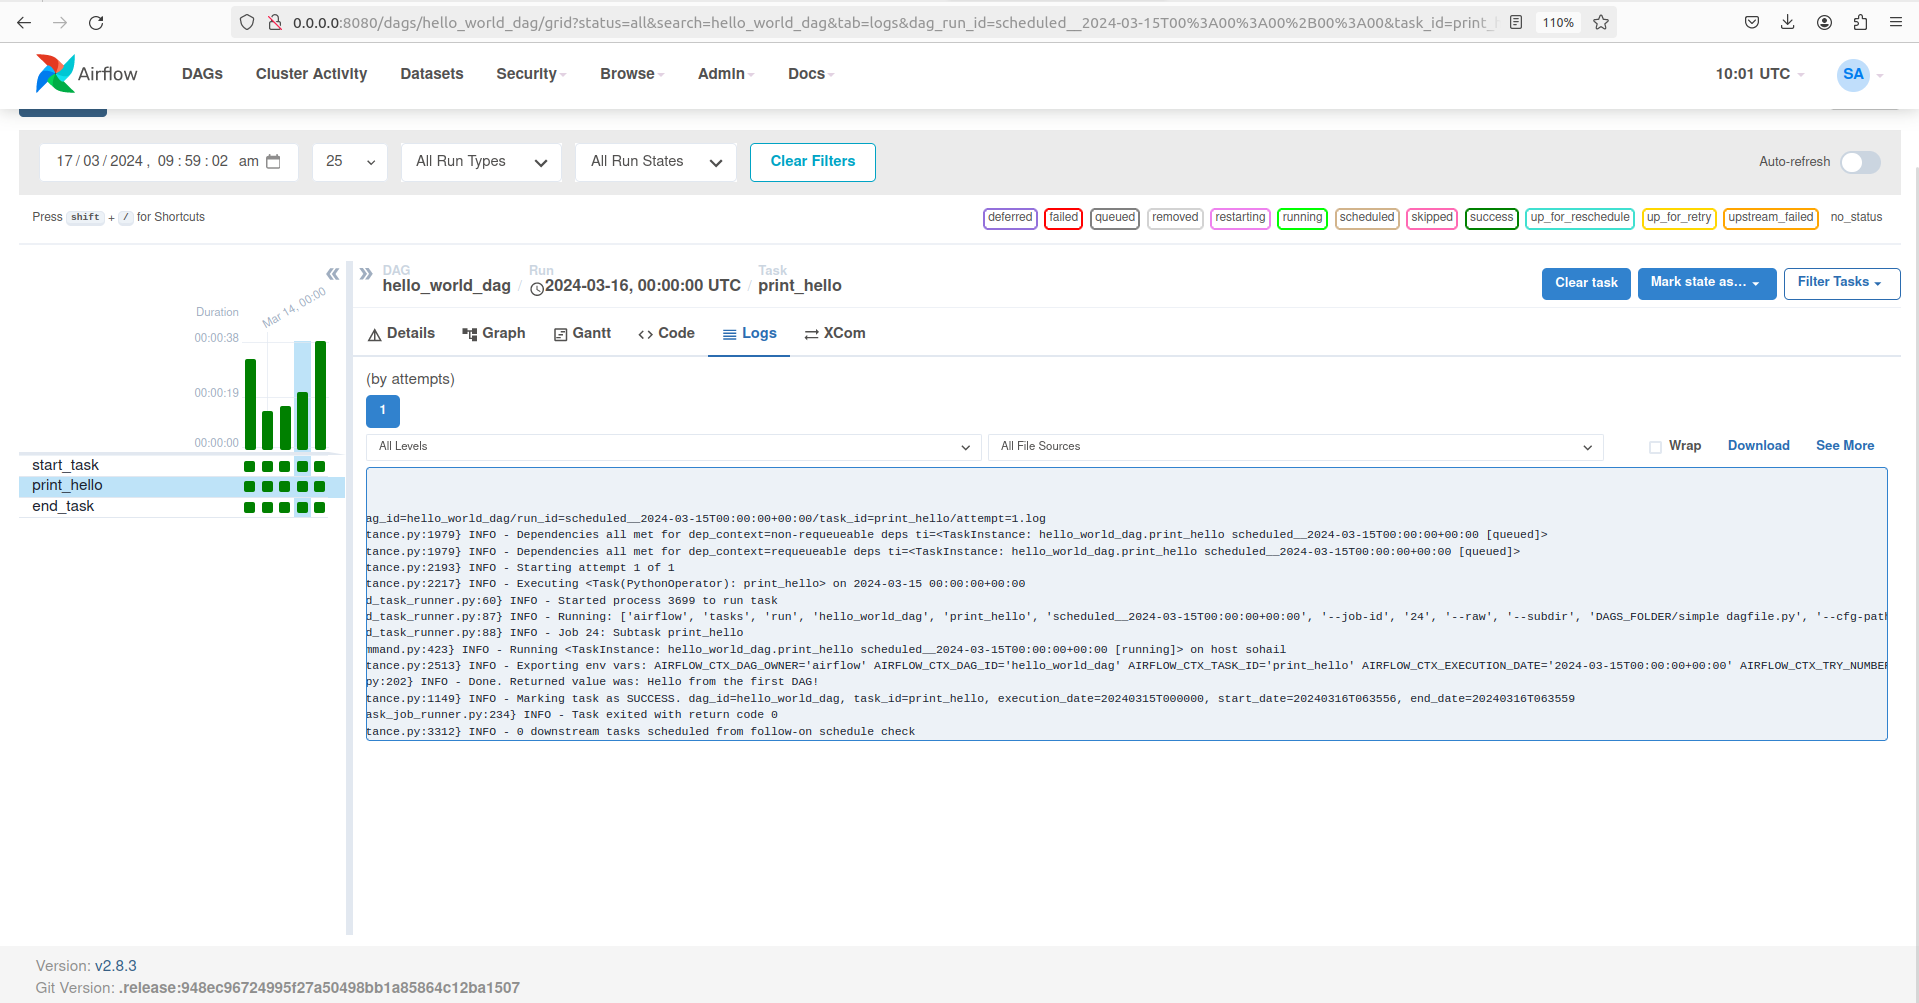 0.0.0.0:8080/dags/hello_world_dag/grid?status=all&search=hello_world_dag&tab=logs&dag_run_id=scheduled__2024-03-15T00%3A00%3A00%2B00%3A00&task_id=print_h
110%
Airflow DAGs Cluster Activity Datasets Security Browse Admin Docs 10:01 UTC SA
17/03/2024, 09:59:02 am 25 All Run Types All Run States Clear Filters Auto-refresh
Press shift + / for Shortcuts deferred failed queued removed restarting running scheduled skipped success up_for_reschedule up_for_retry upstream_failed no_status
DAG Run Task
hello_world_dag / 2024-03-16, 00:00:00 UTC / print_hello Clear task Mark state as... Filter Tasks
Mar 14, 00:00
Duration
00:00:38
00:00:19
00:00:00
start_task
print_hello
end_task
Details Graph Gantt Code Logs XCom
(by attempts)
1
All Levels All File Sources Wrap Download See More
ag_id=hello_world_dag/run_id=scheduled__2024-03-15T00:00:00+00:00/task_id=print_hello/attempt=1.log
tance.py:1979} INFO - Dependencies all met for dep_context=non-requeueable deps ti=<TaskInstance: hello_world_dag.print_hello scheduled__2024-03-15T00:00:00+00:00 [queued]>
tance.py:1979} INFO - Dependencies all met for dep_context=requeueable deps ti=<TaskInstance: hello_world_dag.print_hello scheduled__2024-03-15T00:00:00+00:00 [queued]>
tance.py:2193} INFO - Starting attempt 1 of 1
tance.py:2217} INFO - Executing <Task(PythonOperator): print_hello> on 2024-03-15 00:00:00+00:00
d_task_runner.py:60} INFO - Started process 3699 to run task
d_task_runner.py:87} INFO - Running: ['airflow', 'tasks', 'run', 'hello_world_dag', 'print_hello', 'scheduled__2024-03-15T00:00:00+00:00', '--job-id', '24', '--raw', '--subdir', 'DAGS_FOLDER/simple dagfile.py', '--cfg-path
d_task_runner.py:88} INFO - Job 24: Subtask print_hello
mmand.py:423} INFO - Running <TaskInstance: hello_world_dag.print_hello scheduled__2024-03-15T00:00:00+00:00 [running]> on host sohail
tance.py:2513} INFO - Exporting env vars: AIRFLOW_CTX_DAG_OWNER='airflow' AIRFLOW_CTX_DAG_ID='hello_world_dag' AIRFLOW_CTX_TASK_ID='print_hello' AIRFLOW_CTX_EXECUTION_DATE='2024-03-15T00:00:00+00:00' AIRFLOW_CTX_TRY_NUMBER
py:202} INFO - Done. Returned value was: Hello from the first DAG!
tance.py:1149} INFO - Marking task as SUCCESS. dag_id=hello_world_dag, task_id=print_hello, execution_date=20240315T000000, start_date=20240316T063556, end_date=20240316T063559
ask_job_runner.py:234} INFO - Task exited with return code 0
tance.py:3312} INFO - 0 downstream tasks scheduled from follow-on schedule check
Version: v2.8.3
Git Version: .release:948ec96724995f27a50498bb1a85864c12ba1507